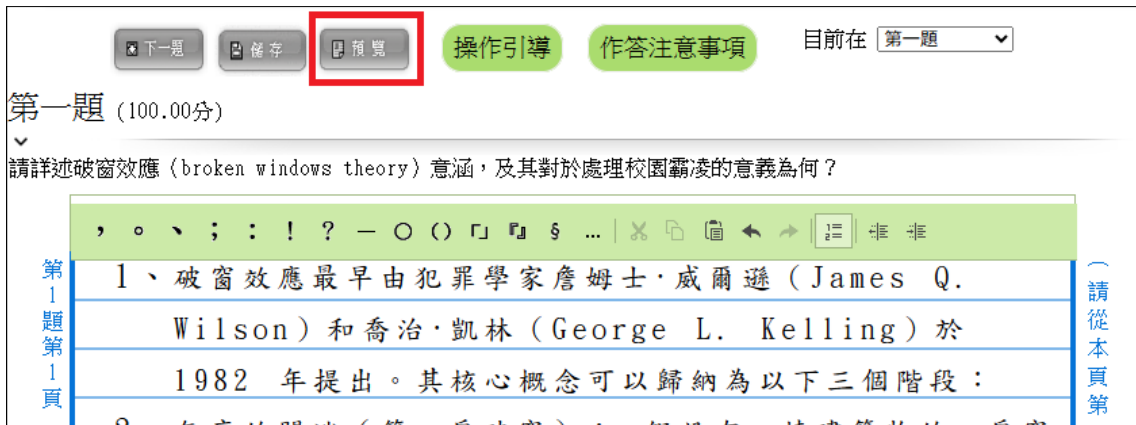 下一題 儲存 預覽 操作引導 作答注意事項 目前在 第一題
第一題 (100.00分)
請詳述破窗效應（broken windows theory）意涵，及其對於處理校園霸凌的意義為何？
， 。 、 ； ： ！ ？ — ○ () 「」 『』 § …
第1題第1頁
1、破窗效應最早由犯罪學家詹姆士·威爾遜（James Q.
Wilson）和喬治·凱林（George L. Kelling）於
1982 年提出。其核心概念可以歸納為以下三個階段：
（請從本頁第